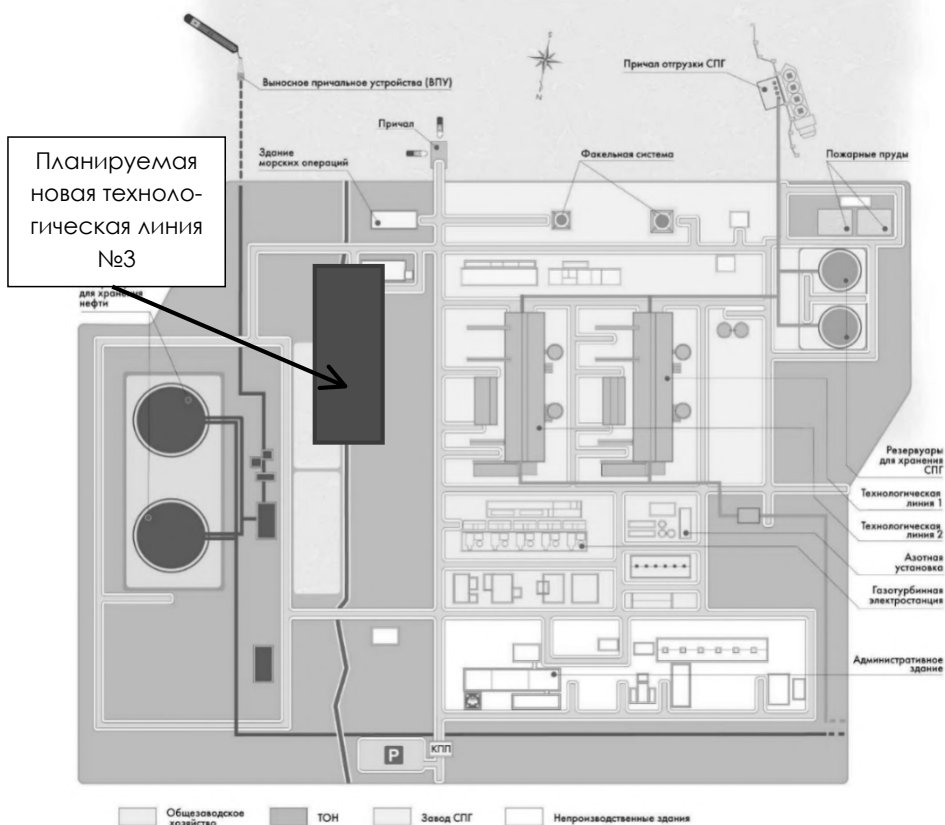 E
N
Выносное причальное устройства (ВПУ)
Причал отгрузки СПГ
Причал
Здание
морских операций
Факельная система
Пожарные пруды
Планируемая
новая техноло-
гическая линия
№3
для хранения
нефти
Резервуары
для хранения
СПГ
Технологическая
линия 1
Технологическая
линия 2
Азотная
установка
Газотурбинная
электростанция
Административное
здание
P
КПП
Общезаводское
хозяйство
ТОН
Завод СПГ
Непроизводственные здания